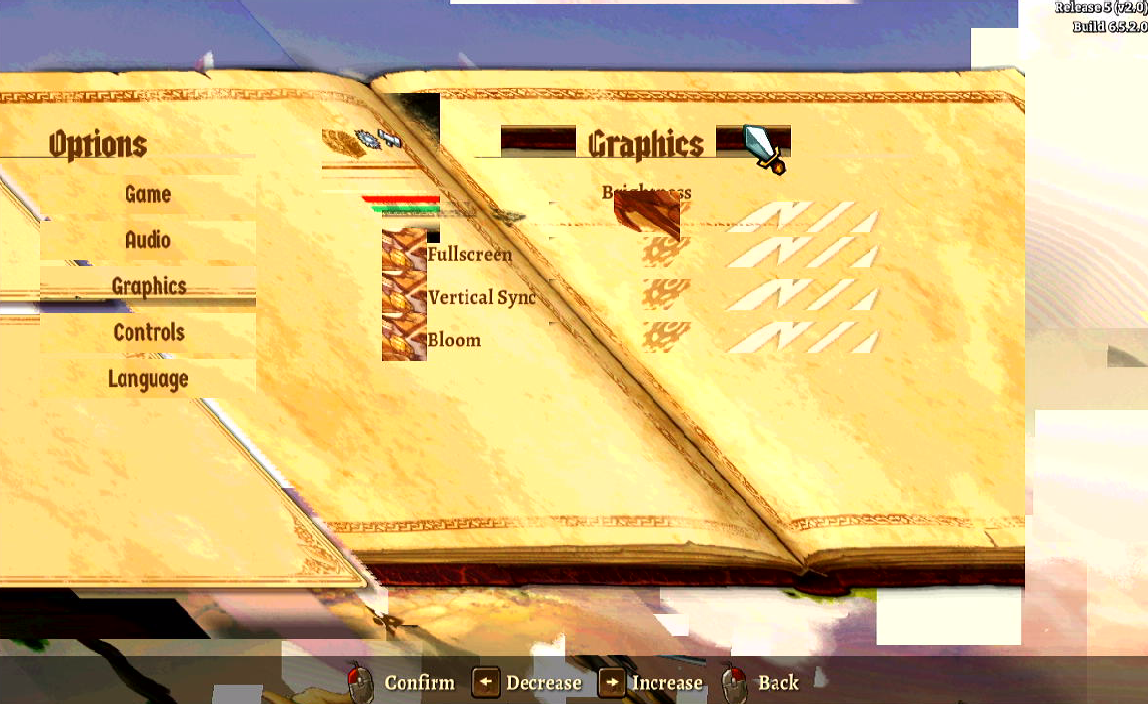 Release 5 (v2.0)
Build 6.5.2.0
Options
Graphics
Game
Brightness
Audio
Fullscreen
Graphics
Vertical Sync
Controls
Bloom
Language
Confirm
Decrease
Increase
Back